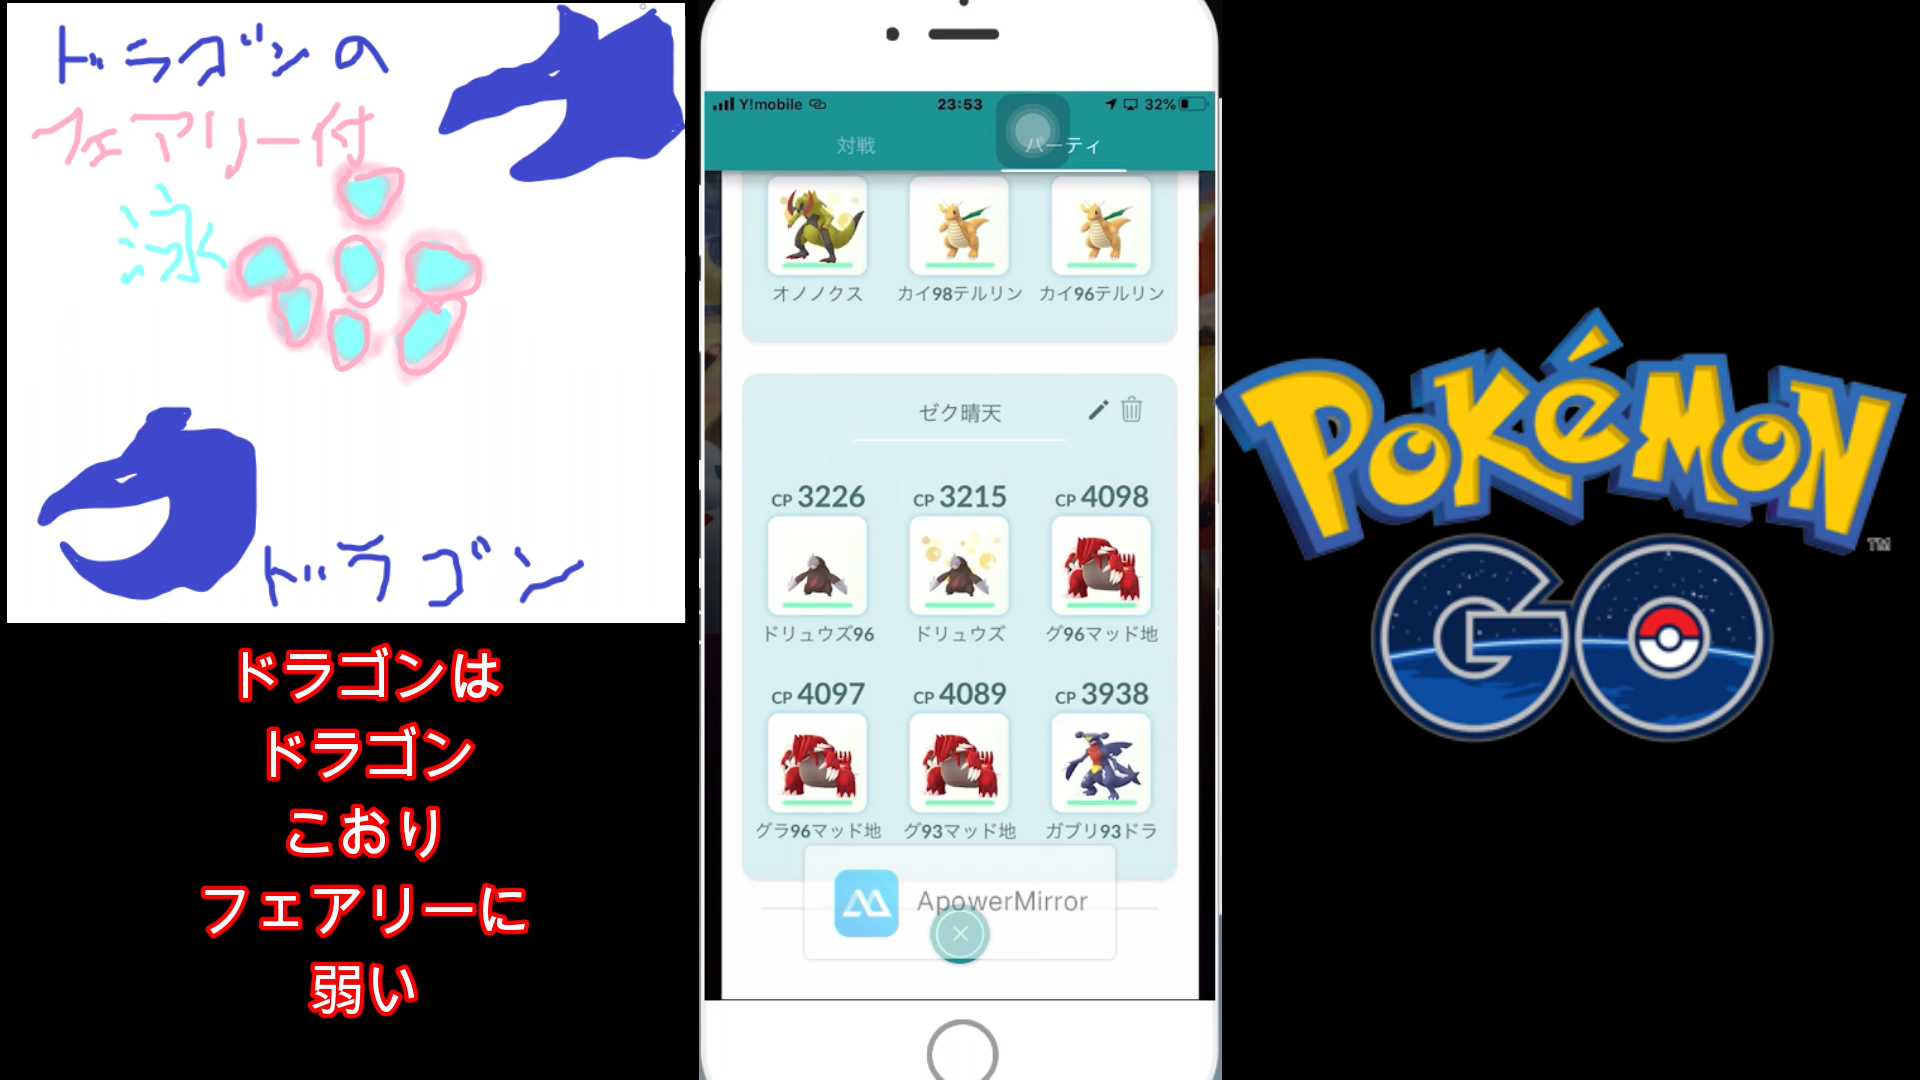 ドラゴンの
フェアリー付
泳
ドラゴン
ドラゴンは
ドラゴン
こおり
フェアリーに
弱い
Y!mobile 23:53 32%
対戦 パーティ
オノノクス カイ98テルリン カイ96テルリン
ゼク晴天
CP 3226 CP 3215 CP 4098
ドリュウズ96 ドリュウズ グ96マッド地
CP 4097 CP 4089 CP 3938
グラ96マッド地 グ93マッド地 ガブリ93ドラ
ApowerMirror
POKéMON TM
GO